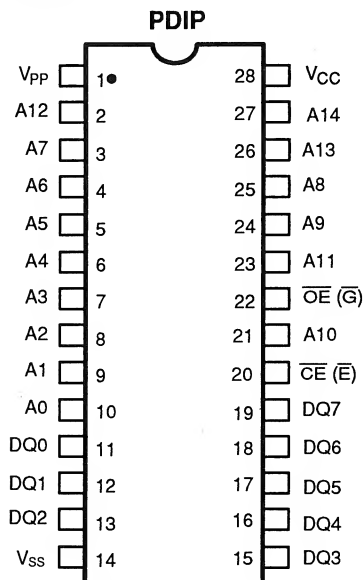 PDIP
VPP 1 28 VCC
A12 2 27 A14
A7 3 26 A13
A6 4 25 A8
A5 5 24 A9
A4 6 23 A11
A3 7 22 O̅E̅ (G̅)
A2 8 21 A10
A1 9 20 C̅E̅ (E̅)
A0 10 19 DQ7
DQ0 11 18 DQ6
DQ1 12 17 DQ5
DQ2 13 16 DQ4
VSS 14 15 DQ3